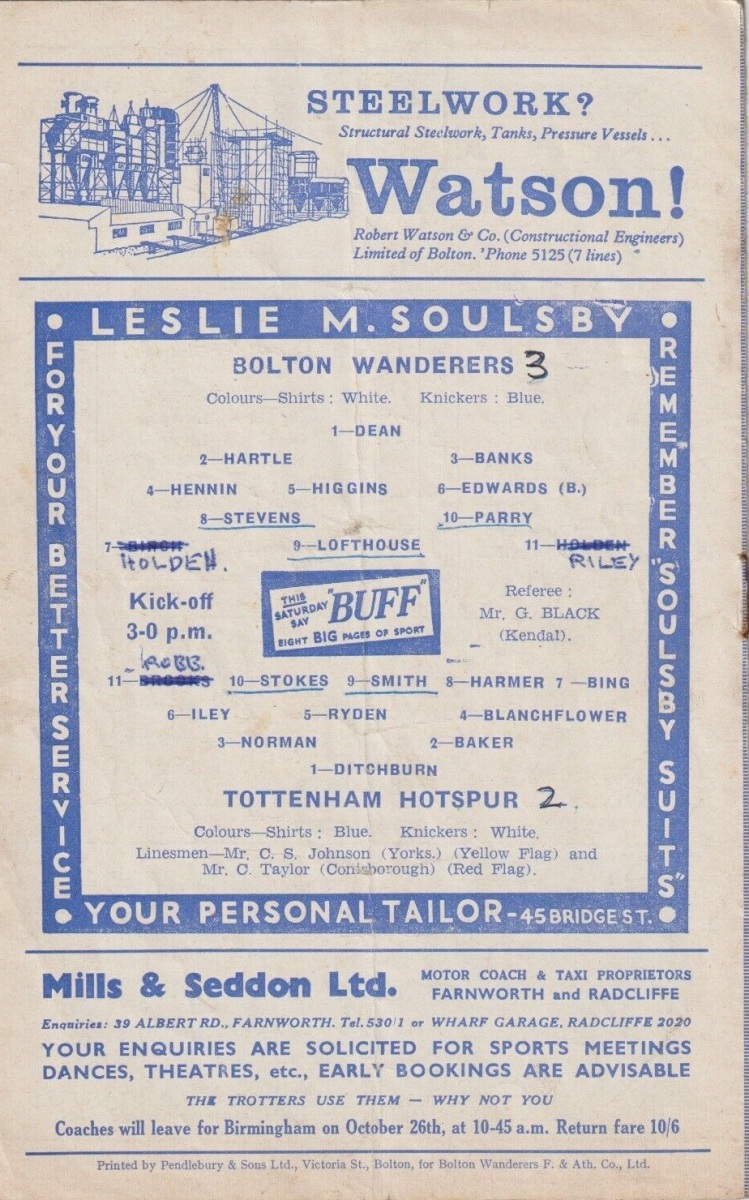 STEELWORK?
Structural Steelwork, Tanks, Pressure Vessels ...
Watson!
Robert Watson & Co. (Constructional Engineers)
Limited of Bolton. 'Phone 5125 (7 lines)
LESLIE M. SOULSBY
FOR YOUR BETTER SERVICE
REMEMBER "SOULSBY SUITS"
BOLTON WANDERERS 3
Colours—Shirts : White. Knickers : Blue.
1—DEAN
2—HARTLE 3—BANKS
4—HENNIN 5—HIGGINS 6—EDWARDS (B.)
8—STEVENS 10—PARRY
7—BIRCH 9—LOFTHOUSE 11—HOLDEN
HOLDEN. RILEY
Kick-off
3-0 p.m.
THIS SATURDAY SAY "BUFF"
EIGHT BIG PAGES OF SPORT
Referee :
Mr. G. BLACK
(Kendal).
ROBB.
11—BROOKS 10—STOKES 9—SMITH 8—HARMER 7—BING
6—ILEY 5—RYDEN 4—BLANCHFLOWER
3—NORMAN 2—BAKER
1—DITCHBURN
TOTTENHAM HOTSPUR 2.
Colours—Shirts : Blue. Knickers : White.
Linesmen—Mr. C. S. Johnson (Yorks.) (Yellow Flag) and
Mr. C. Taylor (Conisborough) (Red Flag).
YOUR PERSONAL TAILOR - 45 BRIDGE ST.
Mills & Seddon Ltd.
MOTOR COACH & TAXI PROPRIETORS
FARNWORTH and RADCLIFFE
Enquiries: 39 ALBERT RD., FARNWORTH. Tel. 5301 or WHARF GARAGE, RADCLIFFE 2020
YOUR ENQUIRIES ARE SOLICITED FOR SPORTS MEETINGS
DANCES, THEATRES, etc., EARLY BOOKINGS ARE ADVISABLE
THE TROTTERS USE THEM — WHY NOT YOU
Coaches will leave for Birmingham on October 26th, at 10-45 a.m. Return fare 10/6
Printed by Pendlebury & Sons Ltd., Victoria St., Bolton, for Bolton Wanderers F. & Ath. Co., Ltd.